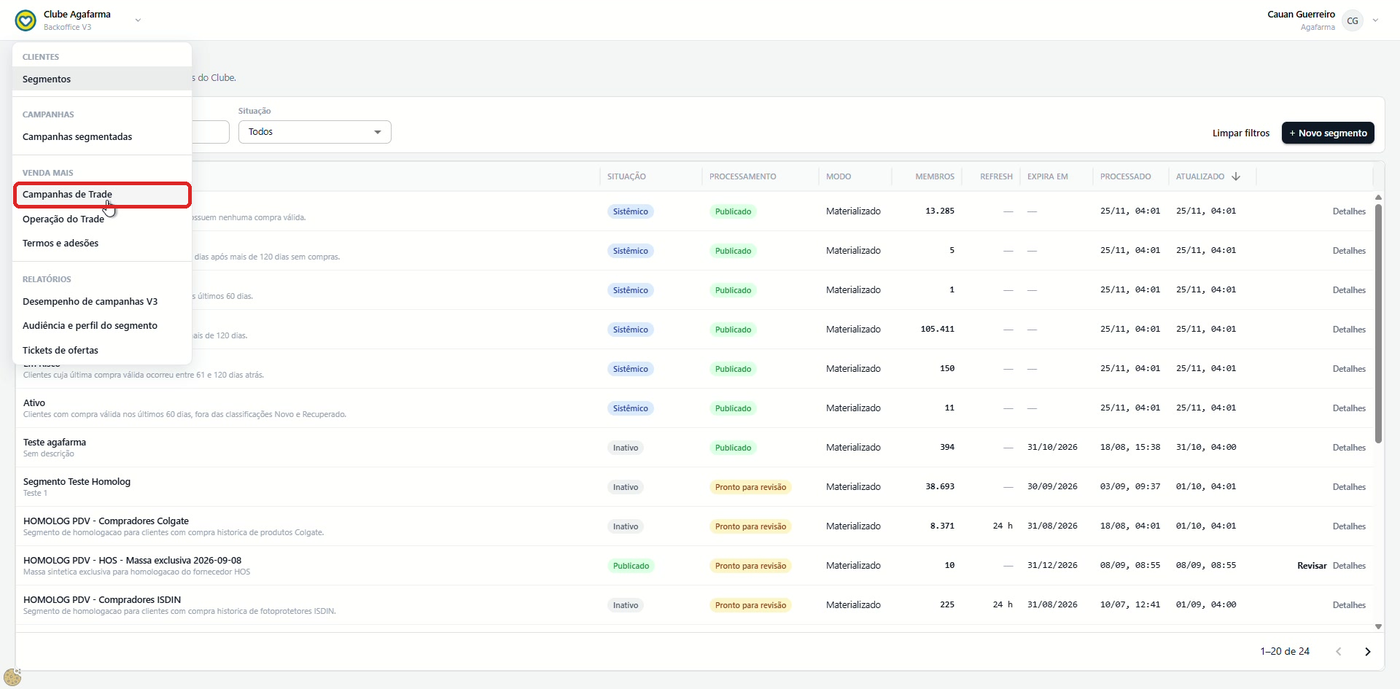 Clube Agafarma
Backoffice V3
Cauan Guerreiro
Agafarma
CG
CLIENTES
Segmentos
CAMPANHAS
Campanhas segmentadas
VENDA MAIS
Campanhas de Trade
Operação do Trade
Termos e adesões
RELATÓRIOS
Desempenho de campanhas V3
Audiência e perfil do segmento
Tickets de ofertas
s do Clube.
Situação
Todos
Limpar filtros
+ Novo segmento
SITUAÇÃO PROCESSAMENTO MODO MEMBROS REFRESH EXPIRA EM PROCESSADO ATUALIZADO
Sistêmico Publicado Materializado 13.285 — — 25/11, 04:01 25/11, 04:01 Detalhes
ossuem nenhuma compra válida.
Sistêmico Publicado Materializado 5 — — 25/11, 04:01 25/11, 04:01 Detalhes
dias após mais de 120 dias sem compras.
Sistêmico Publicado Materializado 1 — — 25/11, 04:01 25/11, 04:01 Detalhes
s últimos 60 dias.
Sistêmico Publicado Materializado 105.411 — — 25/11, 04:01 25/11, 04:01 Detalhes
ais de 120 dias.
Em Risco Sistêmico Publicado Materializado 150 — — 25/11, 04:01 25/11, 04:01 Detalhes
Clientes cuja última compra válida ocorreu entre 61 e 120 dias atrás.
Ativo Sistêmico Publicado Materializado 11 — — 25/11, 04:01 25/11, 04:01 Detalhes
Clientes com compra válida nos últimos 60 dias, fora das classificações Novo e Recuperado.
Teste agafarma Inativo Publicado Materializado 394 — 31/10/2026 18/08, 15:38 31/10, 04:00 Detalhes
Sem descrição
Segmento Teste Homolog Inativo Pronto para revisão Materializado 38.693 — 30/09/2026 03/09, 09:37 01/10, 04:01 Detalhes
Teste 1
HOMOLOG PDV - Compradores Colgate Inativo Pronto para revisão Materializado 8.371 24 h 31/08/2026 18/08, 04:01 01/10, 04:01 Detalhes
Segmento de homologacao para clientes com compra historica de produtos Colgate.
HOMOLOG PDV - HOS - Massa exclusiva 2026-09-08 Publicado Pronto para revisão Materializado 10 — 31/12/2026 08/09, 08:55 08/09, 08:55 Revisar Detalhes
Massa sintetica exclusiva para homologacao do fornecedor HOS
HOMOLOG PDV - Compradores ISDIN Inativo Pronto para revisão Materializado 225 24 h 31/08/2026 10/07, 12:41 01/09, 04:00 Detalhes
Segmento de homologacao para clientes com compra historica de fotoprotetores ISDIN.
1–20 de 24